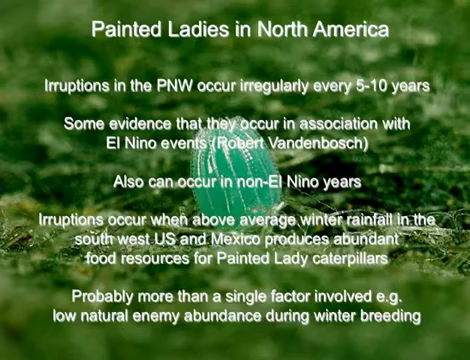 Painted Ladies in North America
Irruptions in the PNW occur irregularly every 5-10 years
Some evidence that they occur in association with
El Nino events (Robert Vandenbosch)
Also can occur in non-El Nino years
Irruptions occur when above average winter rainfall in the
south west US and Mexico produces abundant
food resources for Painted Lady caterpillars
Probably more than a single factor involved e.g.
low natural enemy abundance during winter breeding